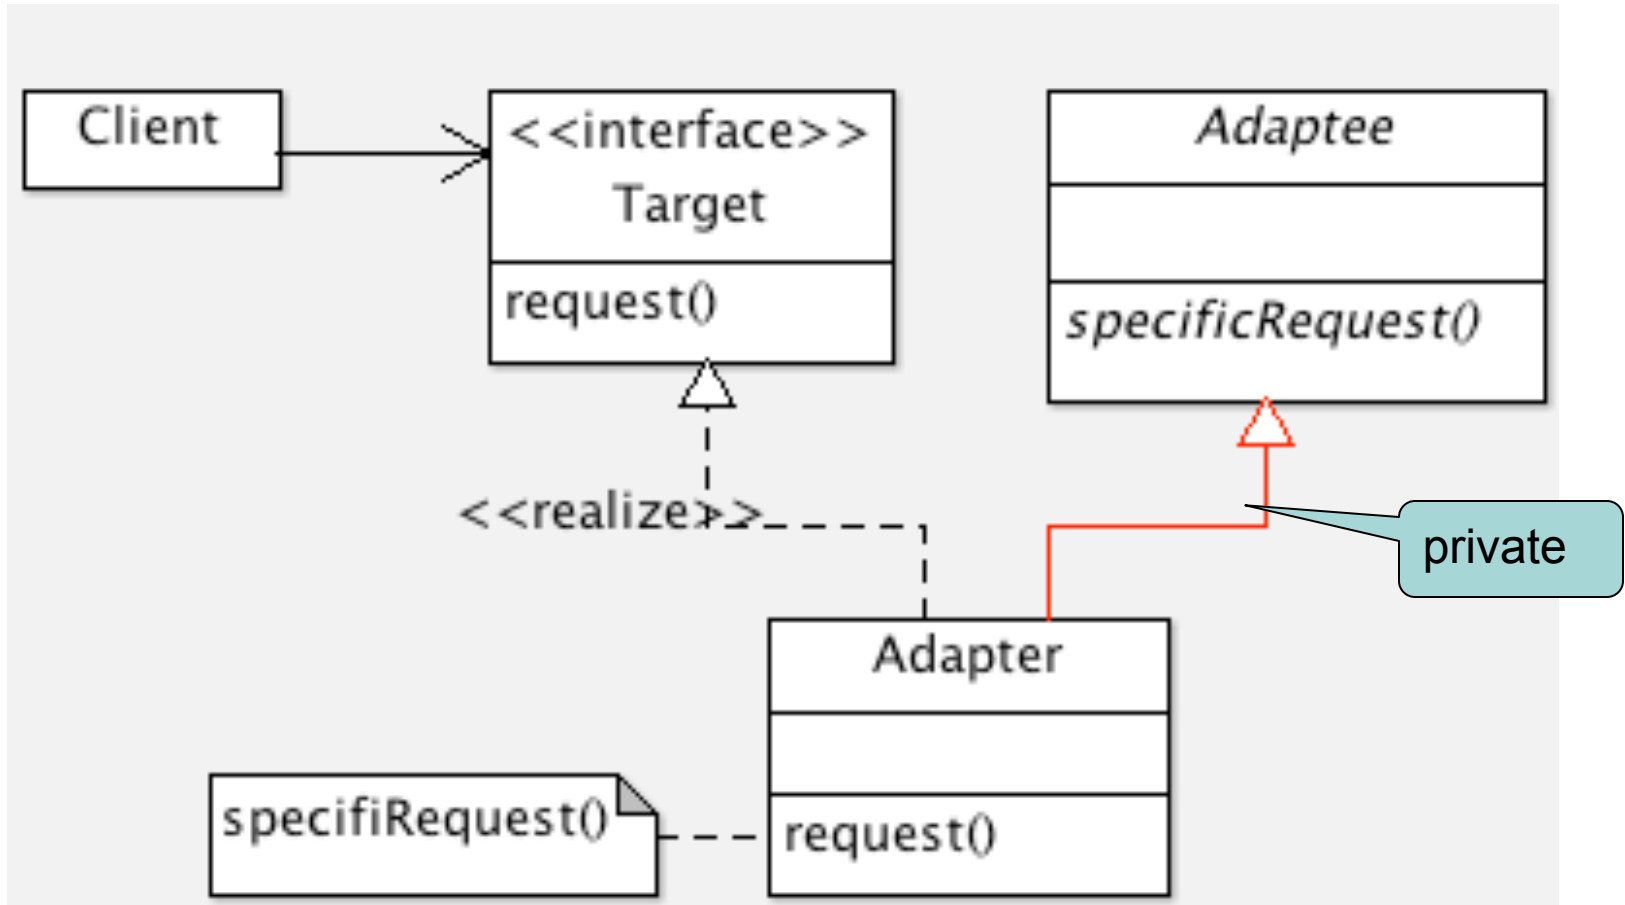 Client
<<interface>>
Target
request()
Adaptee
specificRequest()
<<realize>>
private
Adapter
request()
specifiRequest()